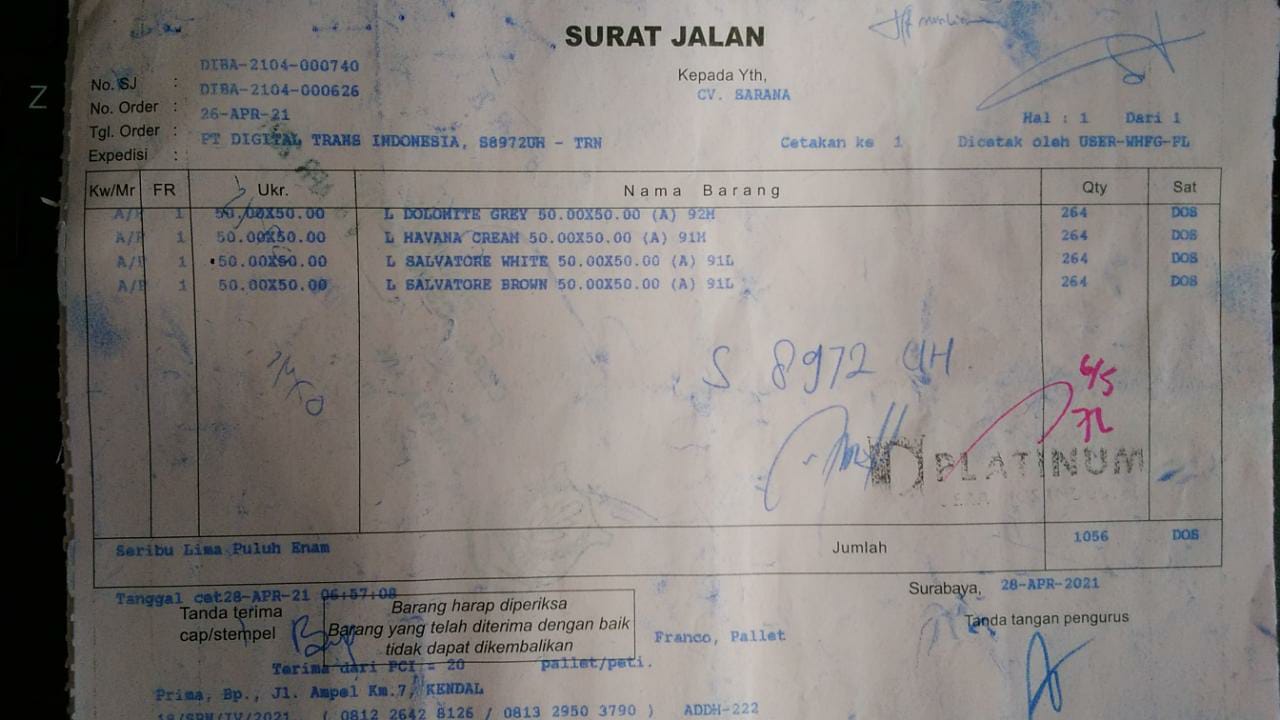 Z
SURAT JALAN
No. SJ : DIBA-2104-000740
No. Order : DIBA-2104-000626
Tgl. Order : 26-APR-21
Expedisi : PT DIGITAL TRANS INDONESIA, S8972UH - TRN
Kepada Yth,
CV. SARANA
Hal : 1 Dari 1
Cetakan ke 1 Dicetak oleh USER-WHFG-PL
Kw/Mr FR Ukr. Nama Barang Qty Sat
1 50.00X50.00 L DOLOMITE GREY 50.00X50.00 (A) 92M 264 DOS
1 50.00X50.00 L HAVANA CREAM 50.00X50.00 (A) 91M 264 DOS
1 50.00X50.00 L SALVATORE WHITE 50.00X50.00 (A) 91L 264 DOS
1 50.00X50.00 L SALVATORE BROWN 50.00X50.00 (A) 91L 264 DOS
S 8972 UH
PLATINUM
Seribu Lima Puluh Enam Jumlah 1056 DOS
Tanggal cet28-APR-21 06:57:08
Surabaya, 28-APR-2021
Tanda terima
cap/stempel
Barang harap diperiksa
Barang yang telah diterima dengan baik
tidak dapat dikembalikan
Franco, Pallet
Tanda tangan pengurus
Terima dari PCI = 20 pallet/peti.
Prima, Bp., Jl. Ampel Km.7, KENDAL
18/SPN/IV/2021 ( 0812 2642 8126 / 0813 2950 3790 ) ADDH-222